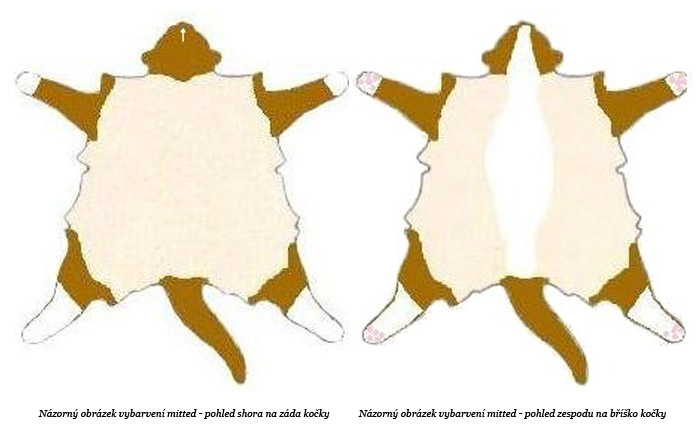 Názorný obrázek vybarvení mitted - pohled shora na záda kočky
Názorný obrázek vybarvení mitted - pohled zespodu na bříško kočky